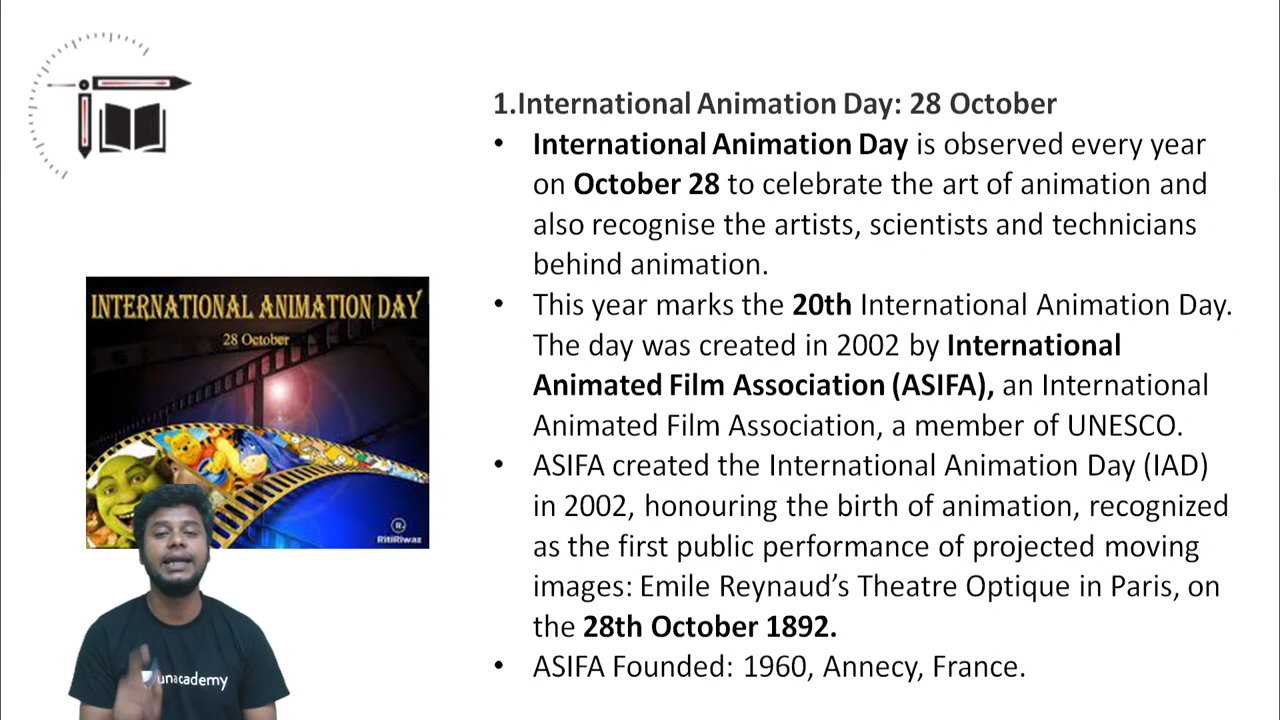 1.International Animation Day: 28 October
• International Animation Day is observed every year
on October 28 to celebrate the art of animation and
also recognise the artists, scientists and technicians
behind animation.
• This year marks the 20th International Animation Day.
The day was created in 2002 by International
Animated Film Association (ASIFA), an International
Animated Film Association, a member of UNESCO.
• ASIFA created the International Animation Day (IAD)
in 2002, honouring the birth of animation, recognized
as the first public performance of projected moving
images: Emile Reynaud’s Theatre Optique in Paris, on
the 28th October 1892.
• ASIFA Founded: 1960, Annecy, France.
INTERNATIONAL ANIMATION DAY
28 October
R
RitiRiwaz
unacademy